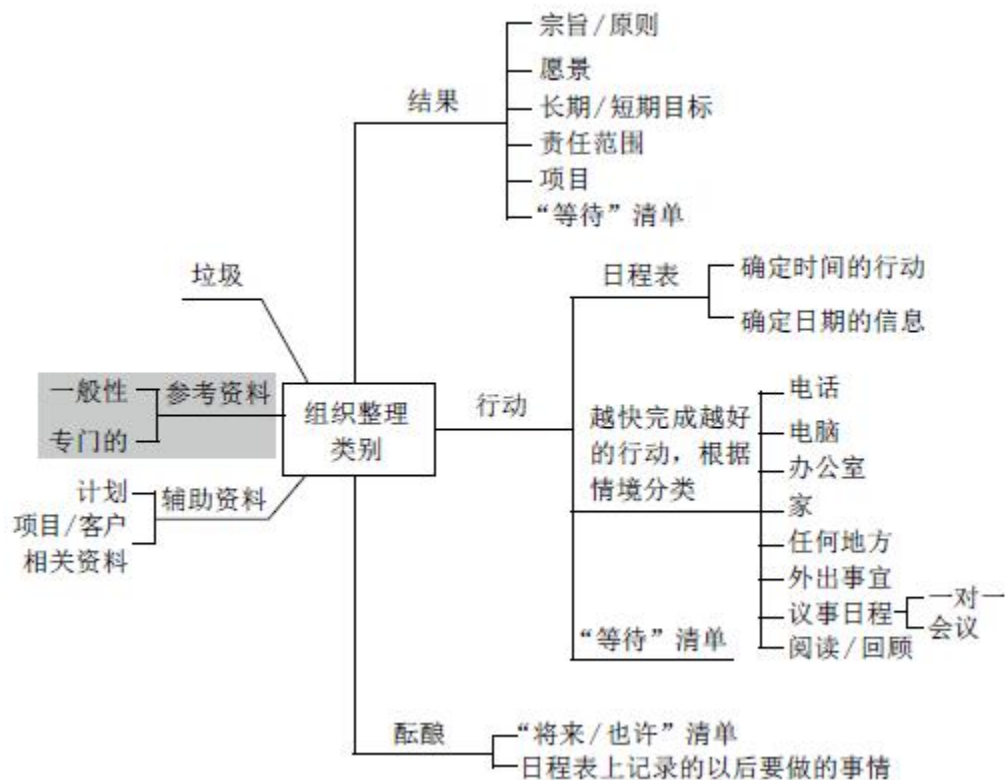 宗旨/原则
愿景
结果
长期/短期目标
责任范围
项目
“等待”清单
垃圾
日程表
确定时间的行动
确定日期的信息
一般性
参考资料
专门的
组织整理
类别
行动
越快完成越好
的行动，根据
情境分类
电话
电脑
办公室
家
任何地方
外出事宜
议事日程
一对一
会议
阅读/回顾
计划
辅助资料
项目/客户
相关资料
“等待”清单
酝酿
“将来/也许”清单
日程表上记录的以后要做的事情